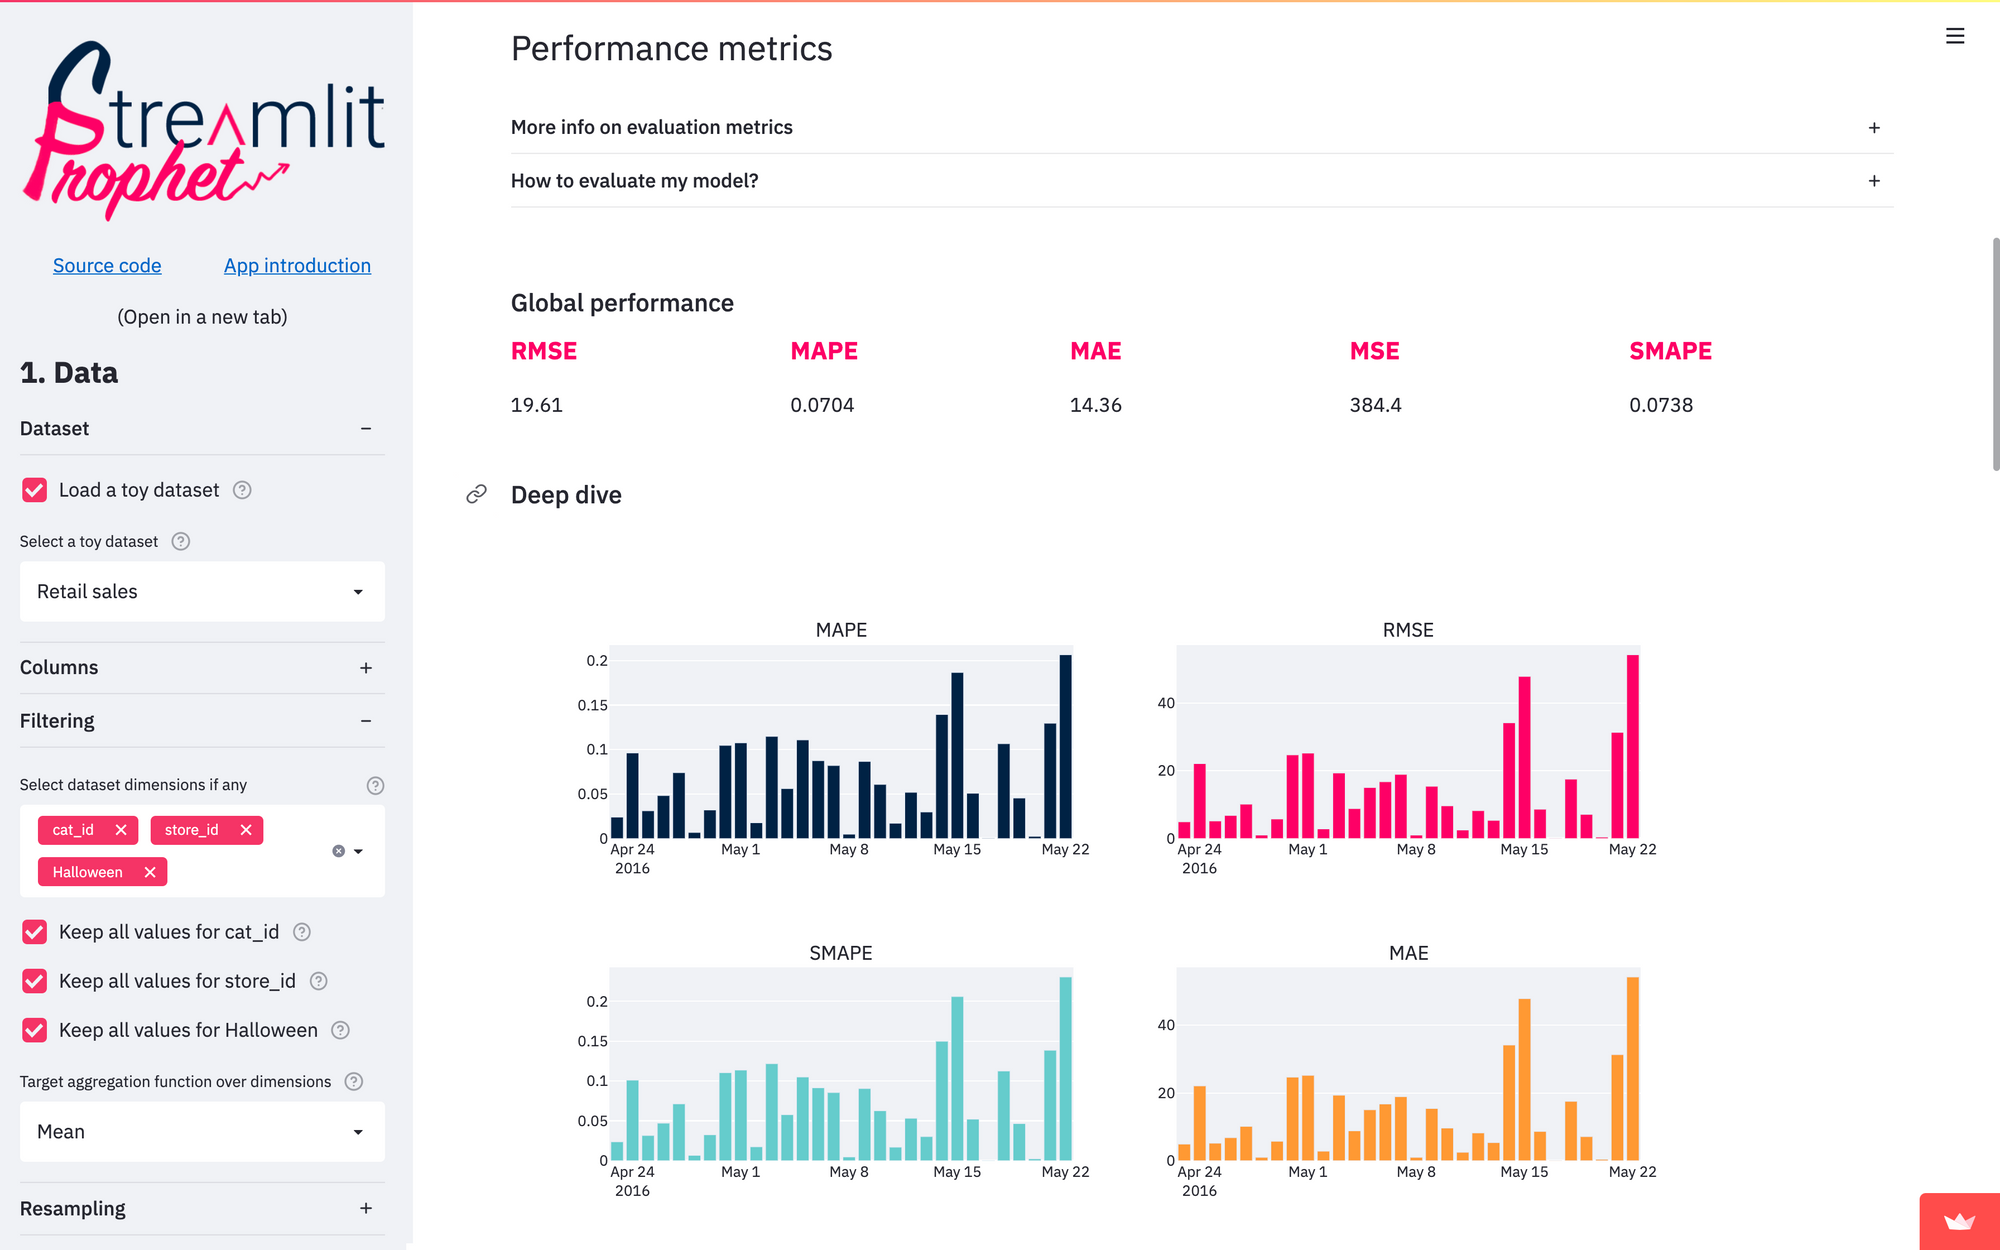 Streamlit
Prophet
Source code
App introduction
(Open in a new tab)
1. Data
Dataset
Load a toy dataset
Select a toy dataset
Retail sales
Columns
Filtering
Select dataset dimensions if any
cat_id
store_id
Halloween
Keep all values for cat_id
Keep all values for store_id
Keep all values for Halloween
Target aggregation function over dimensions
Mean
Resampling
Performance metrics
More info on evaluation metrics
How to evaluate my model?
Global performance
RMSE MAPE MAE MSE SMAPE
19.61 0.0704 14.36 384.4 0.0738
Deep dive
MAPE
0.2
0.15
0.1
0.05
0
Apr 24 May 1 May 8 May 15 May 22
2016
RMSE
40
20
0
Apr 24 May 1 May 8 May 15 May 22
2016
SMAPE
0.2
0.15
0.1
0.05
0
Apr 24 May 1 May 8 May 15 May 22
2016
MAE
40
20
0
Apr 24 May 1 May 8 May 15 May 22
2016